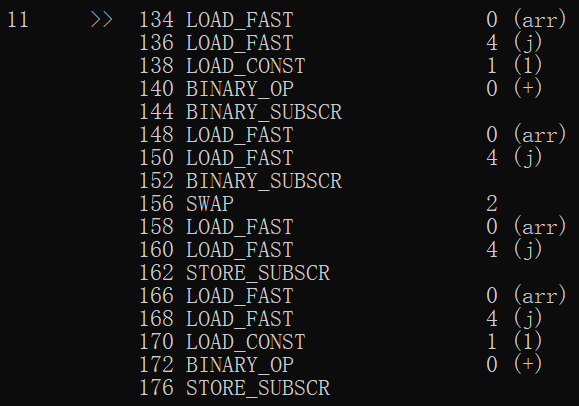 11 >> 134 LOAD_FAST 0 (arr)
136 LOAD_FAST 4 (j)
138 LOAD_CONST 1 (1)
140 BINARY_OP 0 (+)
144 BINARY_SUBSCR
148 LOAD_FAST 0 (arr)
150 LOAD_FAST 4 (j)
152 BINARY_SUBSCR
156 SWAP 2
158 LOAD_FAST 0 (arr)
160 LOAD_FAST 4 (j)
162 STORE_SUBSCR
166 LOAD_FAST 0 (arr)
168 LOAD_FAST 4 (j)
170 LOAD_CONST 1 (1)
172 BINARY_OP 0 (+)
176 STORE_SUBSCR